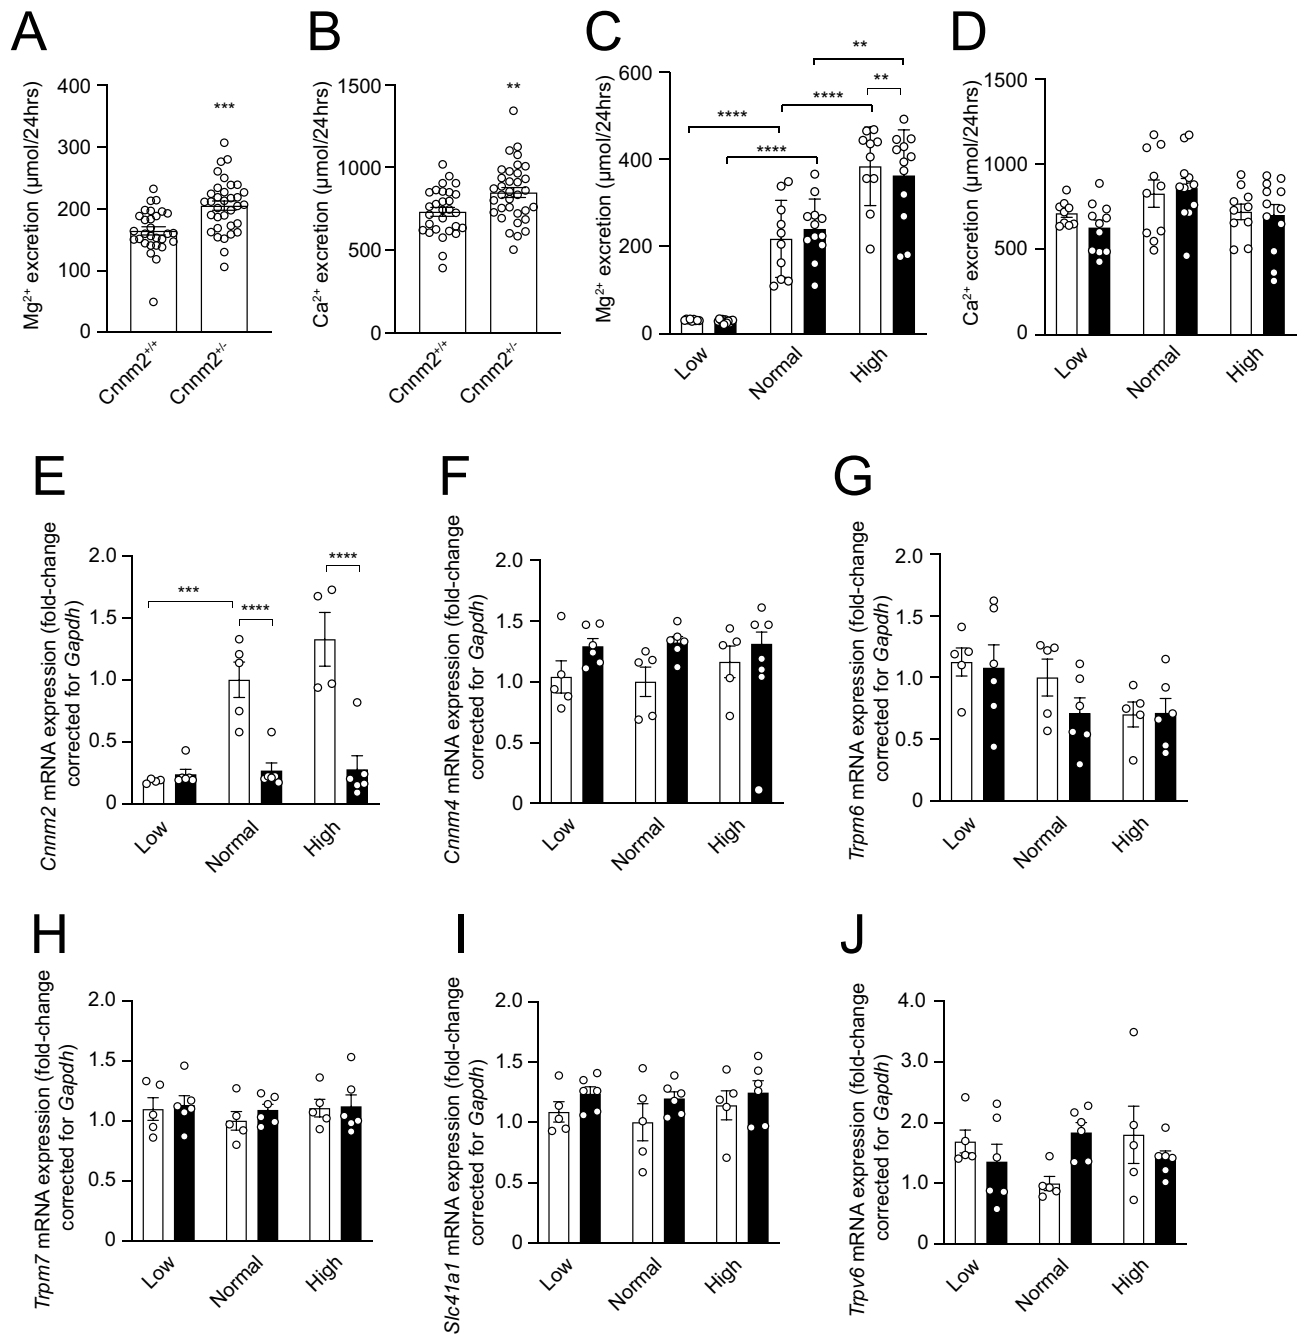 A
Mg2+ excretion (µmol/24hrs)
400
300
200
100
0
***
Cnnm2+/+
Cnnm2+/-
B
Ca2+ excretion (µmol/24hrs)
1500
1000
500
0
**
Cnnm2+/+
Cnnm2+/-
C
Mg2+ excretion (µmol/24hrs)
600
400
200
0
****
****
****
**
**
Low
Normal
High
D
Ca2+ excretion (µmol/24hrs)
1500
1000
500
0
Low
Normal
High
E
Cnnm2 mRNA expression (fold-change
corrected for Gapdh)
2.0
1.5
1.0
0.5
0
***
****
****
Low
Normal
High
F
Cnnm4 mRNA expression (fold-change
corrected for Gapdh)
2.0
1.5
1.0
0.5
0
Low
Normal
High
G
Trpm6 mRNA expression (fold-change
corrected for Gapdh)
2.0
1.5
1.0
0.5
0
Low
Normal
High
H
Trpm7 mRNA expression (fold-change
corrected for Gapdh)
2.0
1.5
1.0
0.5
0
Low
Normal
High
I
Slc41a1 mRNA expression (fold-change
corrected for Gapdh)
2.0
1.5
1.0
0.5
0
Low
Normal
High
J
Trpv6 mRNA expression (fold-change
corrected for Gapdh)
4.0
3.0
2.0
1.0
0
Low
Normal
High